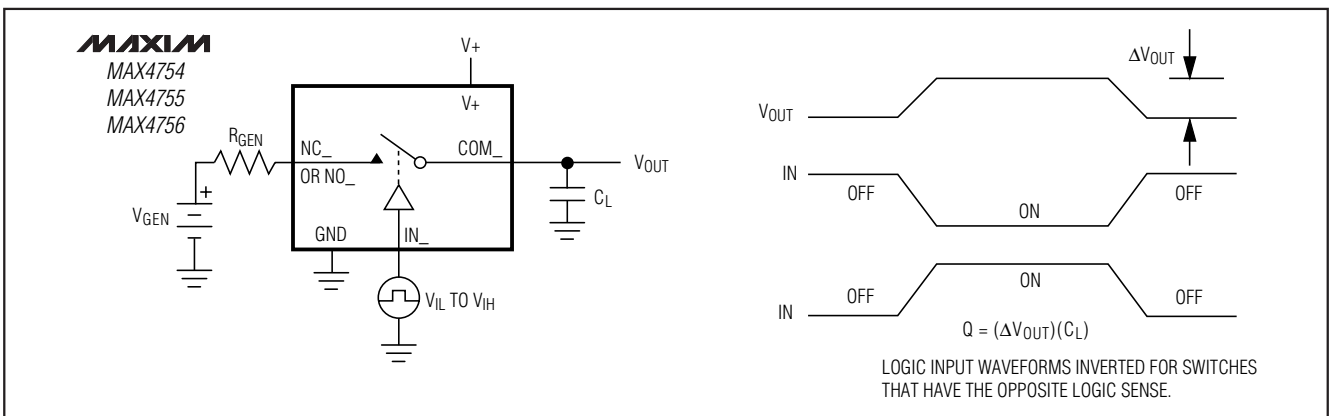 MAXIM
MAX4754
MAX4755
MAX4756
V+
V+
RGEN
NC_
OR NO_
COM_
VOUT
CL
+
VGEN
GND
IN_
VIL TO VIH
ΔVOUT
VOUT
IN
OFF
ON
OFF
IN
OFF
ON
OFF
Q = (ΔVOUT)(CL)
LOGIC INPUT WAVEFORMS INVERTED FOR SWITCHES
THAT HAVE THE OPPOSITE LOGIC SENSE.